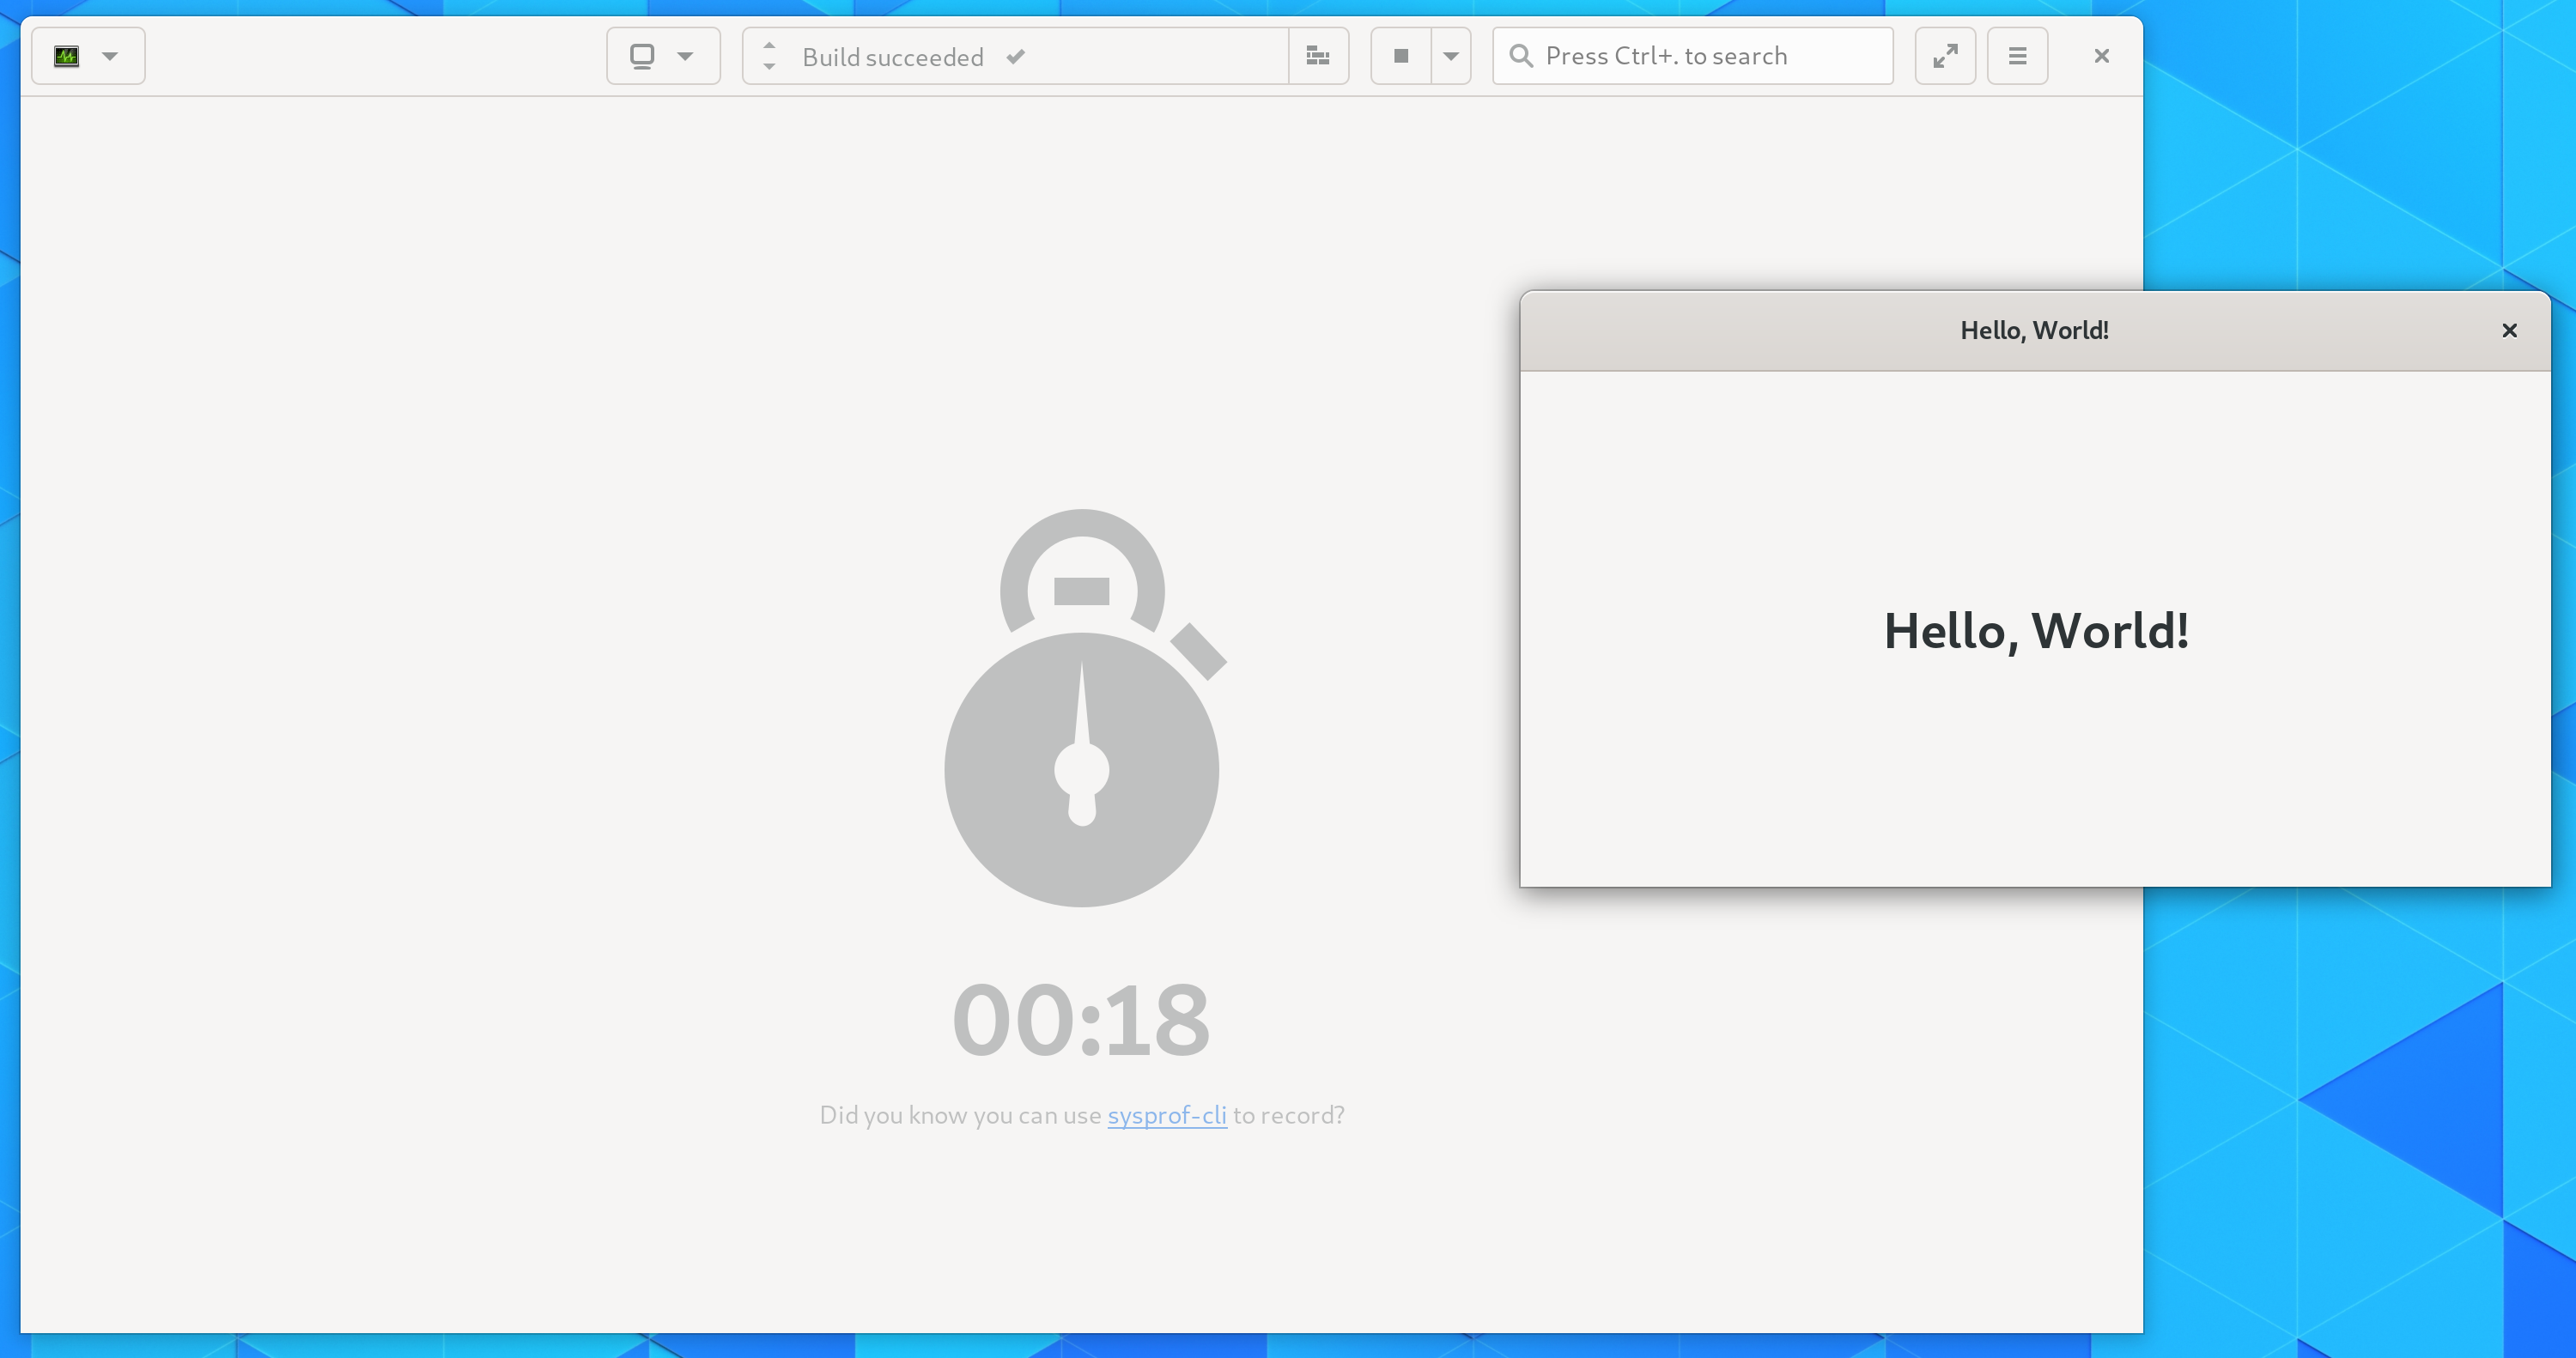 Build succeeded
Press Ctrl+. to search
Hello, World!
Hello, World!
00:18
Did you know you can use sysprof-cli to record?